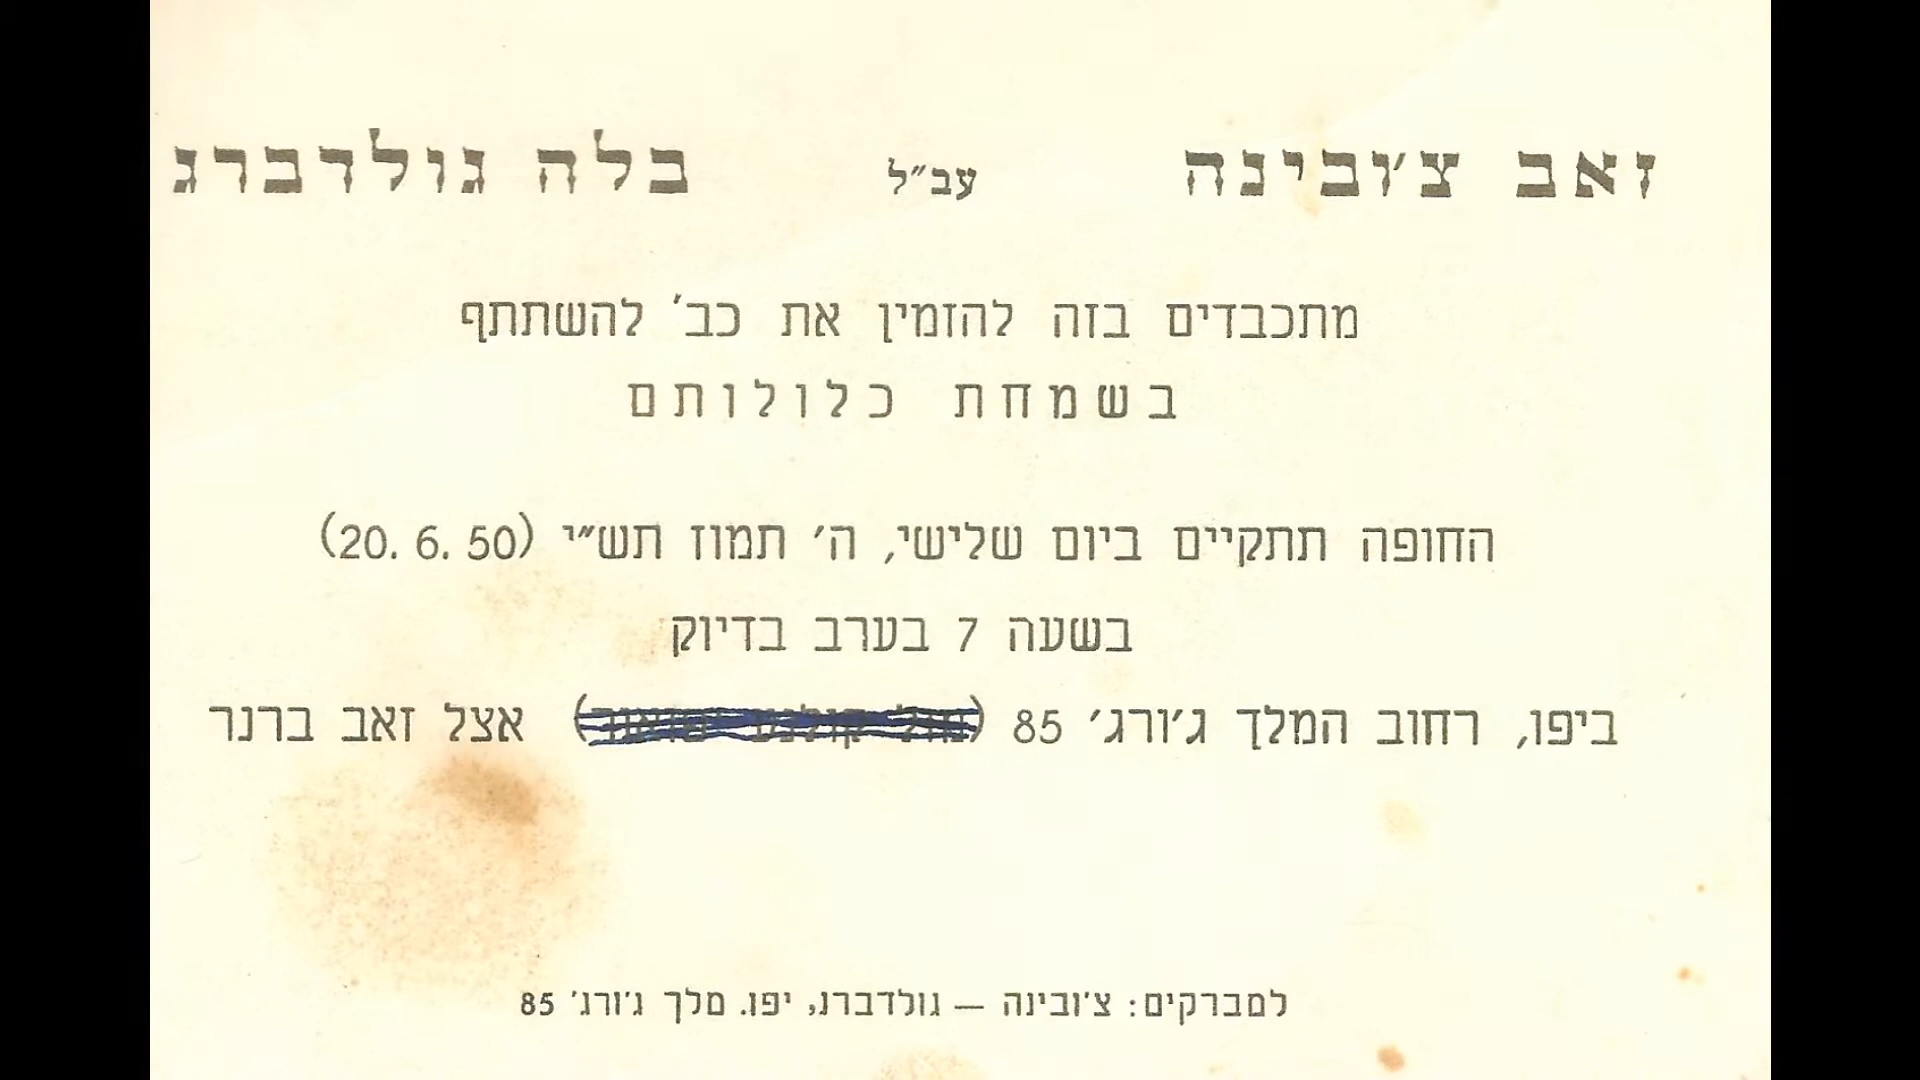 זאב צ׳ובינה עב״ל בלה גולדברג
מתכבדים בזה להזמין את כב׳ להשתתף
בשמחת כלולותם
החופה תתקיים ביום שלישי, ה׳ תמוז תש״י (20. 6. 50)
בשעה 7 בערב בדיוק
ביפו, רחוב המלך ג׳ורג׳ 85 אצל זאב ברנר
למברקים: צ׳ובינה — גולדברג, יפו. מלך ג׳ורג׳ 85